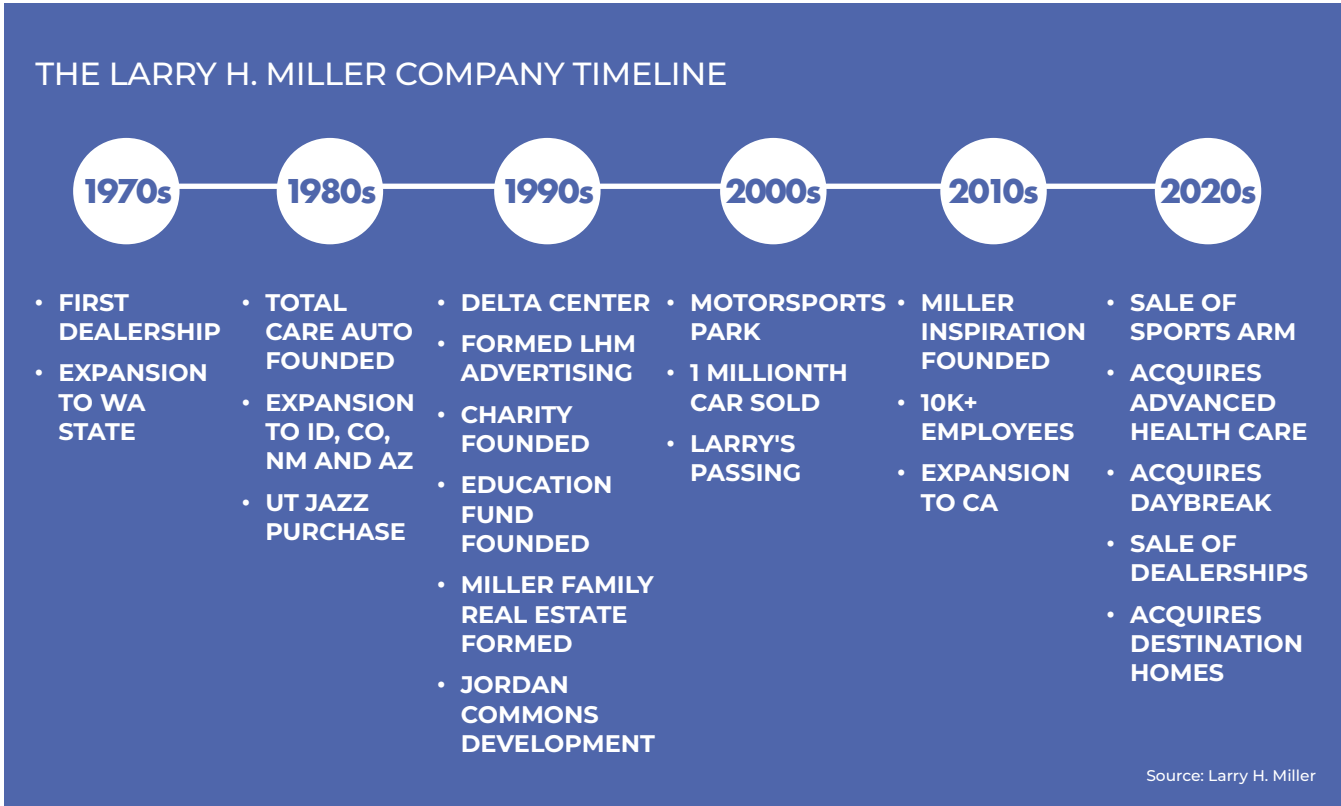 THE LARRY H. MILLER COMPANY TIMELINE
1970s
1980s
1990s
2000s
2010s
2020s
• FIRST
DEALERSHIP
• EXPANSION
TO WA
STATE
• TOTAL
CARE AUTO
FOUNDED
• EXPANSION
TO ID, CO,
NM AND AZ
• UT JAZZ
PURCHASE
• DELTA CENTER
• FORMED LHM
ADVERTISING
• CHARITY
FOUNDED
• EDUCATION
FUND
FOUNDED
• MILLER FAMILY
REAL ESTATE
FORMED
• JORDAN
COMMONS
DEVELOPMENT
• MOTORSPORTS
PARK
• 1 MILLIONTH
CAR SOLD
• LARRY'S
PASSING
• MILLER
INSPIRATION
FOUNDED
• 10K+
EMPLOYEES
• EXPANSION
TO CA
• SALE OF
SPORTS ARM
• ACQUIRES
ADVANCED
HEALTH CARE
• ACQUIRES
DAYBREAK
• SALE OF
DEALERSHIPS
• ACQUIRES
DESTINATION
HOMES
Source: Larry H. Miller